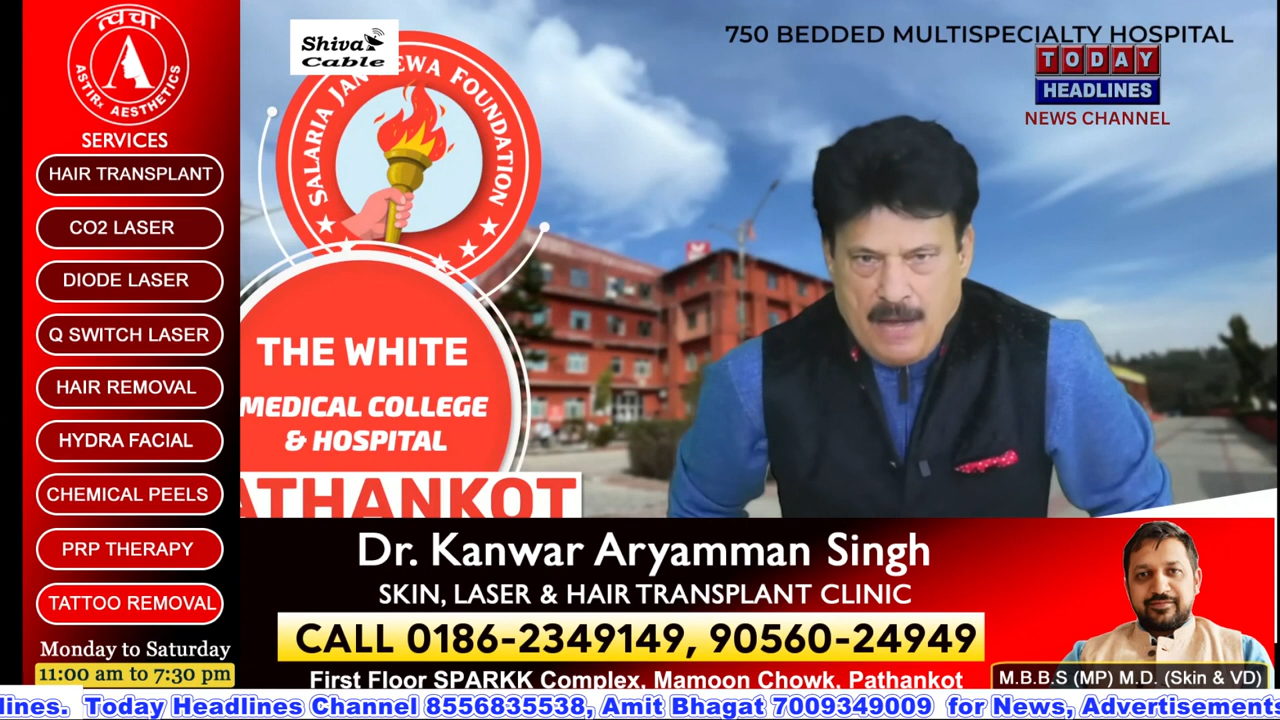 त्वचा
ASTIRx AESTHETICS
SERVICES
HAIR TRANSPLANT
CO2 LASER
DIODE LASER
Q SWITCH LASER
HAIR REMOVAL
HYDRA FACIAL
CHEMICAL PEELS
PRP THERAPY
TATTOO REMOVAL
Monday to Saturday
11:00 am to 7:30 pm
Shiva
Cable
SALARIA JAN SEWA FOUNDATION
THE WHITE
MEDICAL COLLEGE
& HOSPITAL
ATHANKOT
750 BEDDED MULTISPECIALTY HOSPITAL
TODAY
HEADLINES
NEWS CHANNEL
Dr. Kanwar Aryamman Singh
SKIN, LASER & HAIR TRANSPLANT CLINIC
CALL 0186-2349149, 90560-24949
First Floor SPARKK Complex, Mamoon Chowk, Pathankot
M.B.B.S (MP) M.D. (Skin & VD)
lines. Today Headlines Channel 8556835538, Amit Bhagat 7009349009 for News, Advertisements